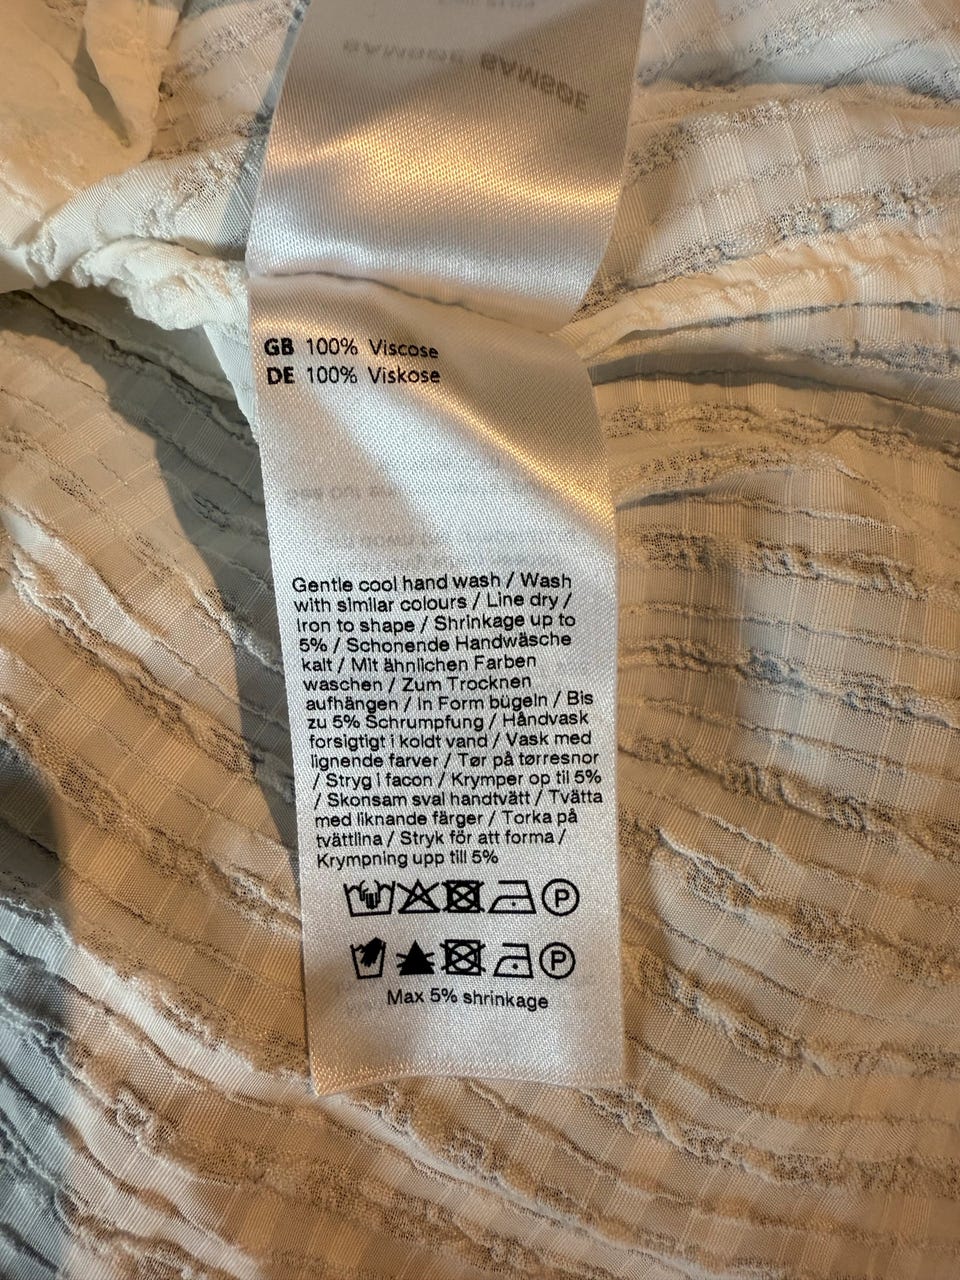 SAMSØE SAMSØE
GB 100% Viscose
DE 100% Viskose
Gentle cool hand wash / Wash
with similar colours / Line dry /
Iron to shape / Shrinkage up to
5% / Schonende Handwäsche
kalt / Mit ähnlichen Farben
waschen / Zum Trocknen
aufhängen / In Form bügeln / Bis
zu 5% Schrumpfung / Håndvask
forsigtigt i koldt vand / Vask med
lignende farver / Tør på tørresnor
/ Stryg i facon / Krymper op til 5%
/ Skonsam sval handtvätt / Tvätta
med liknande färger / Torka på
tvättlina / Stryk för att forma /
Krympning upp till 5%
P
P
Max 5% shrinkage